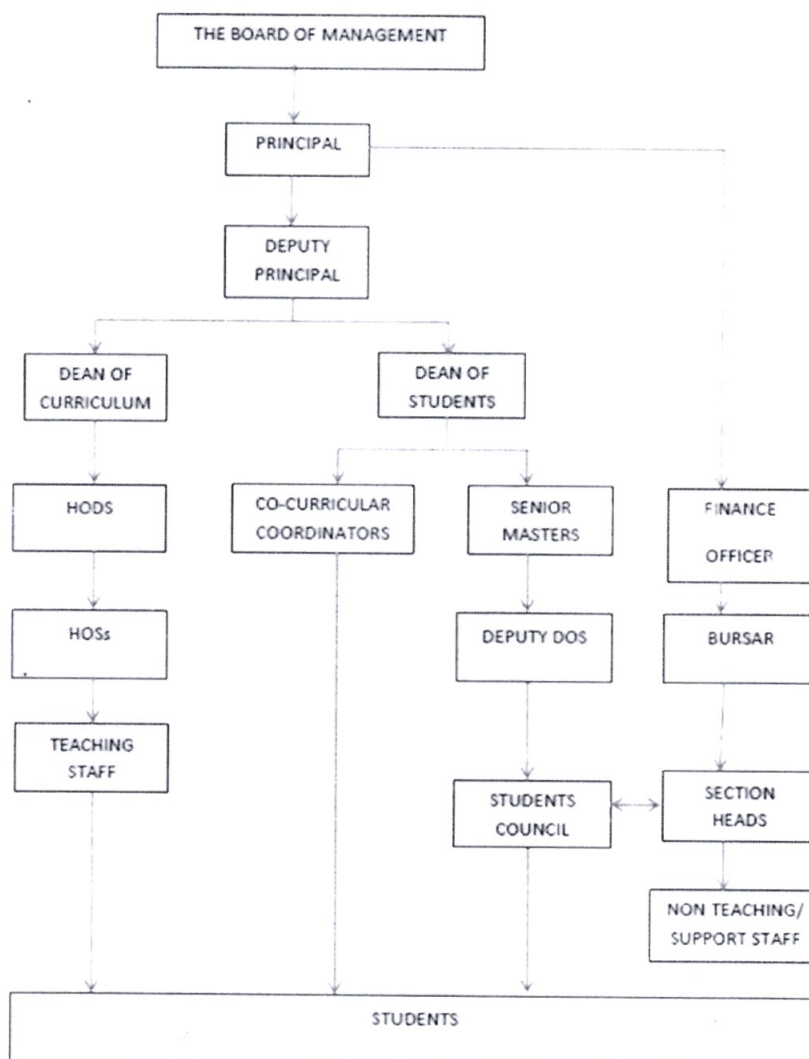 THE BOARD OF MANAGEMENT
PRINCIPAL
DEPUTY
PRINCIPAL
DEAN OF
CURRICULUM
DEAN OF
STUDENTS
HODS
CO-CURRICULAR
COORDINATORS
SENIOR
MASTERS
FINANCE
OFFICER
HOSs
DEPUTY DOS
BURSAR
TEACHING
STAFF
STUDENTS
COUNCIL
SECTION
HEADS
NON TEACHING/
SUPPORT STAFF
STUDENTS